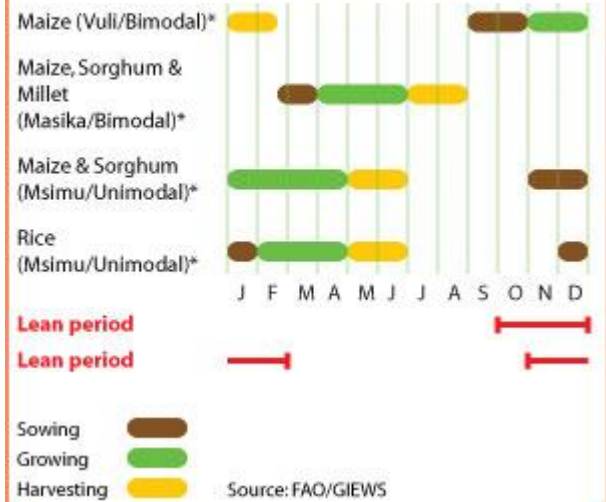 Maize (Vuli/Bimodal)*
Maize, Sorghum &
Millet
(Masika/Bimodal)*
Maize & Sorghum
(Msimu/Unimodal)*
Rice
(Msimu/Unimodal)*
J F M A M J J A S O N D
Lean period
Lean period
Sowing
Growing
Harvesting Source: FAO/GIEWS